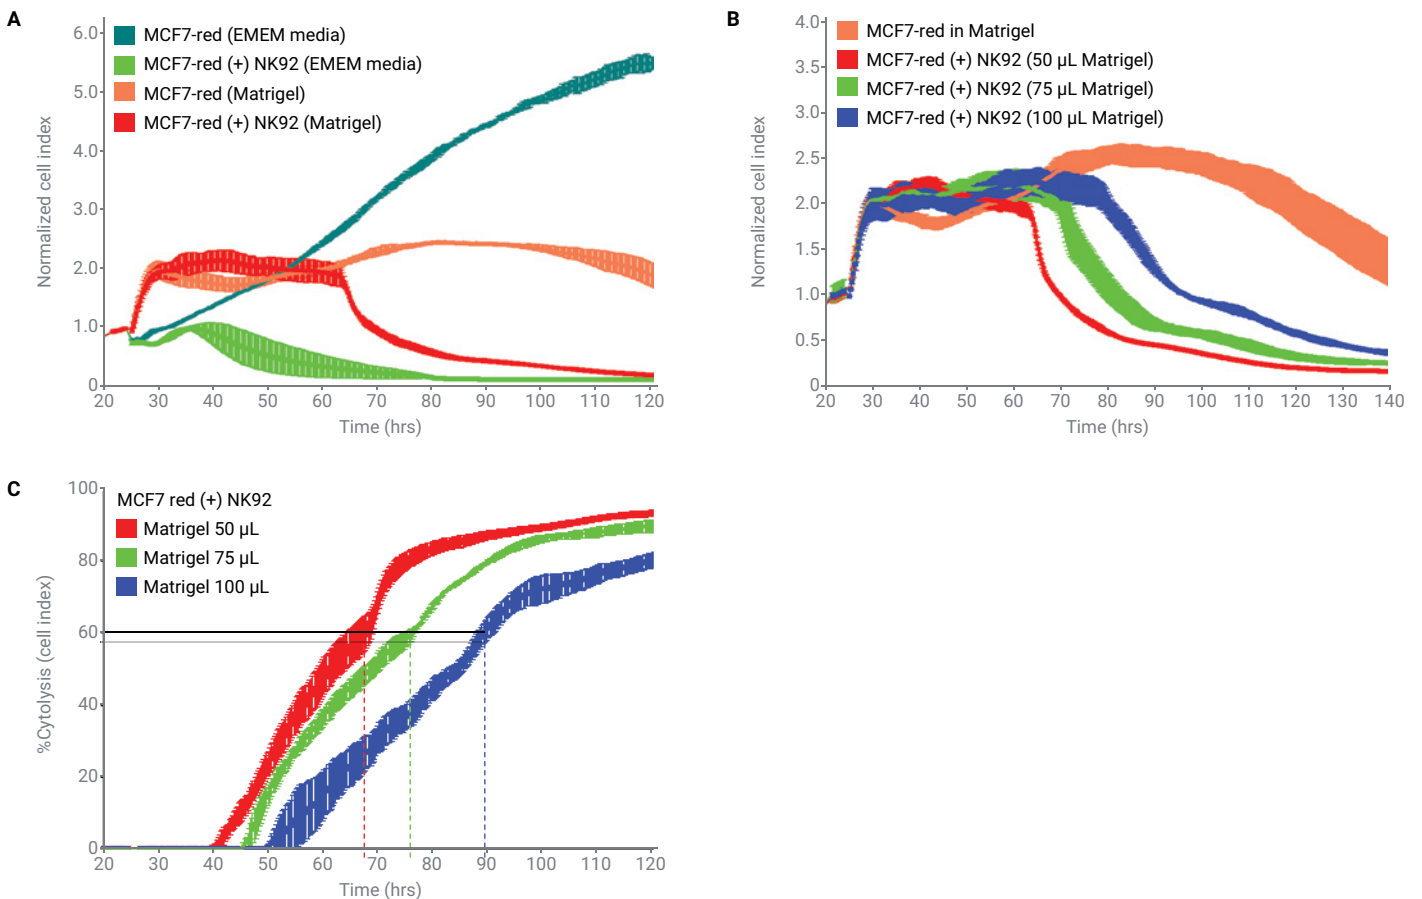 A
MCF7-red (EMEM media)
MCF7-red (+) NK92 (EMEM media)
MCF7-red (Matrigel)
MCF7-red (+) NK92 (Matrigel)
Normalized cell index
6.0
5.0
4.0
3.0
2.0
1.0
0
20 30 40 50 60 70 80 90 100 110 120
Time (hrs)
B
MCF7-red in Matrigel
MCF7-red (+) NK92 (50 µL Matrigel)
MCF7-red (+) NK92 (75 µL Matrigel)
MCF7-red (+) NK92 (100 µL Matrigel)
Normalized cell index
4.0
3.5
3.0
2.5
2.0
1.5
1.0
0.5
0
20 30 40 50 60 70 80 90 100 110 120 130 140
Time (hrs)
C
MCF7 red (+) NK92
Matrigel 50 µL
Matrigel 75 µL
Matrigel 100 µL
%Cytolysis (cell index)
100
80
60
40
20
0
20 30 40 50 60 70 80 90 100 110 120
Time (hrs)